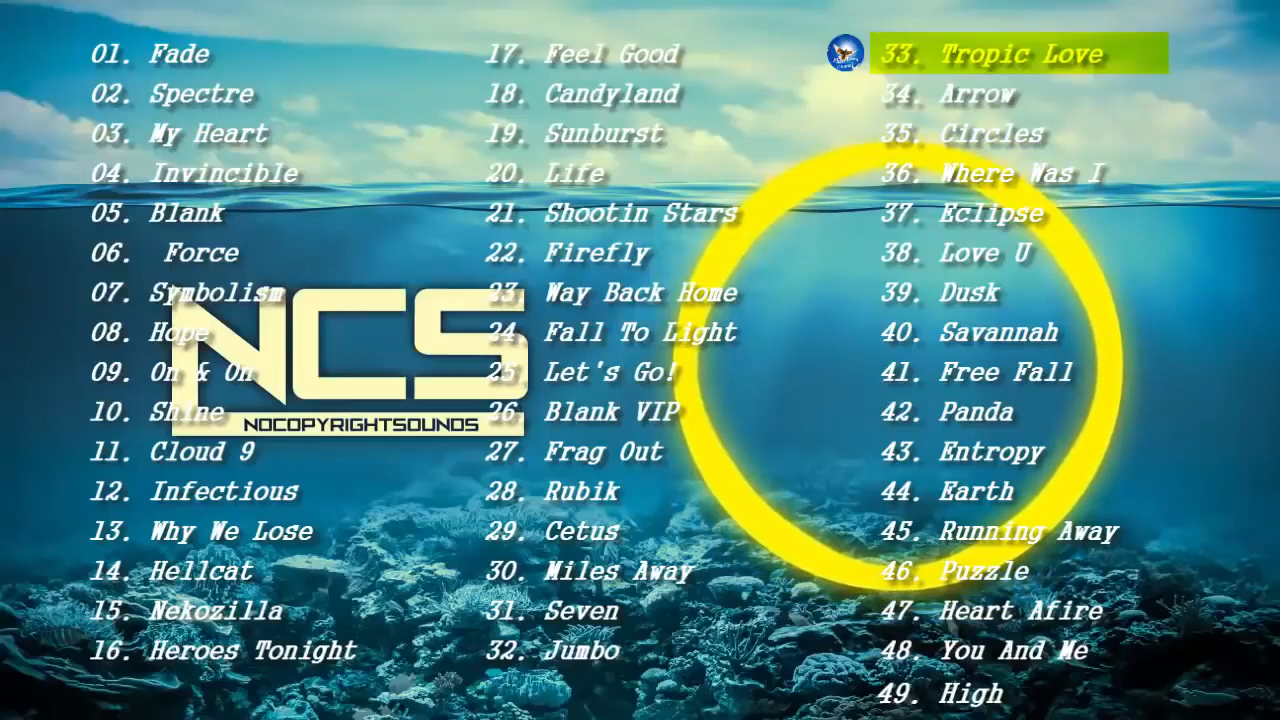 01. Fade
02. Spectre
03. My Heart
04. Invincible
05. Blank
06. Force
07. Symbolism
08. Hope
09. On & On
10. Shine
11. Cloud 9
12. Infectious
13. Why We Lose
14. Hellcat
15. Nekozilla
16. Heroes Tonight
NCS
NOCOPYRIGHTSOUNDS
17. Feel Good
18. Candyland
19. Sunburst
20. Life
21. Shootin Stars
22. Firefly
23. Way Back Home
24. Fall To Light
25. Let's Go!
26. Blank VIP
27. Frag Out
28. Rubik
29. Cetus
30. Miles Away
31. Seven
32. Jumbo
33. Tropic Love
34. Arrow
35. Circles
36. Where Was I
37. Eclipse
38. Love U
39. Dusk
40. Savannah
41. Free Fall
42. Panda
43. Entropy
44. Earth
45. Running Away
46. Puzzle
47. Heart Afire
48. You And Me
49. High